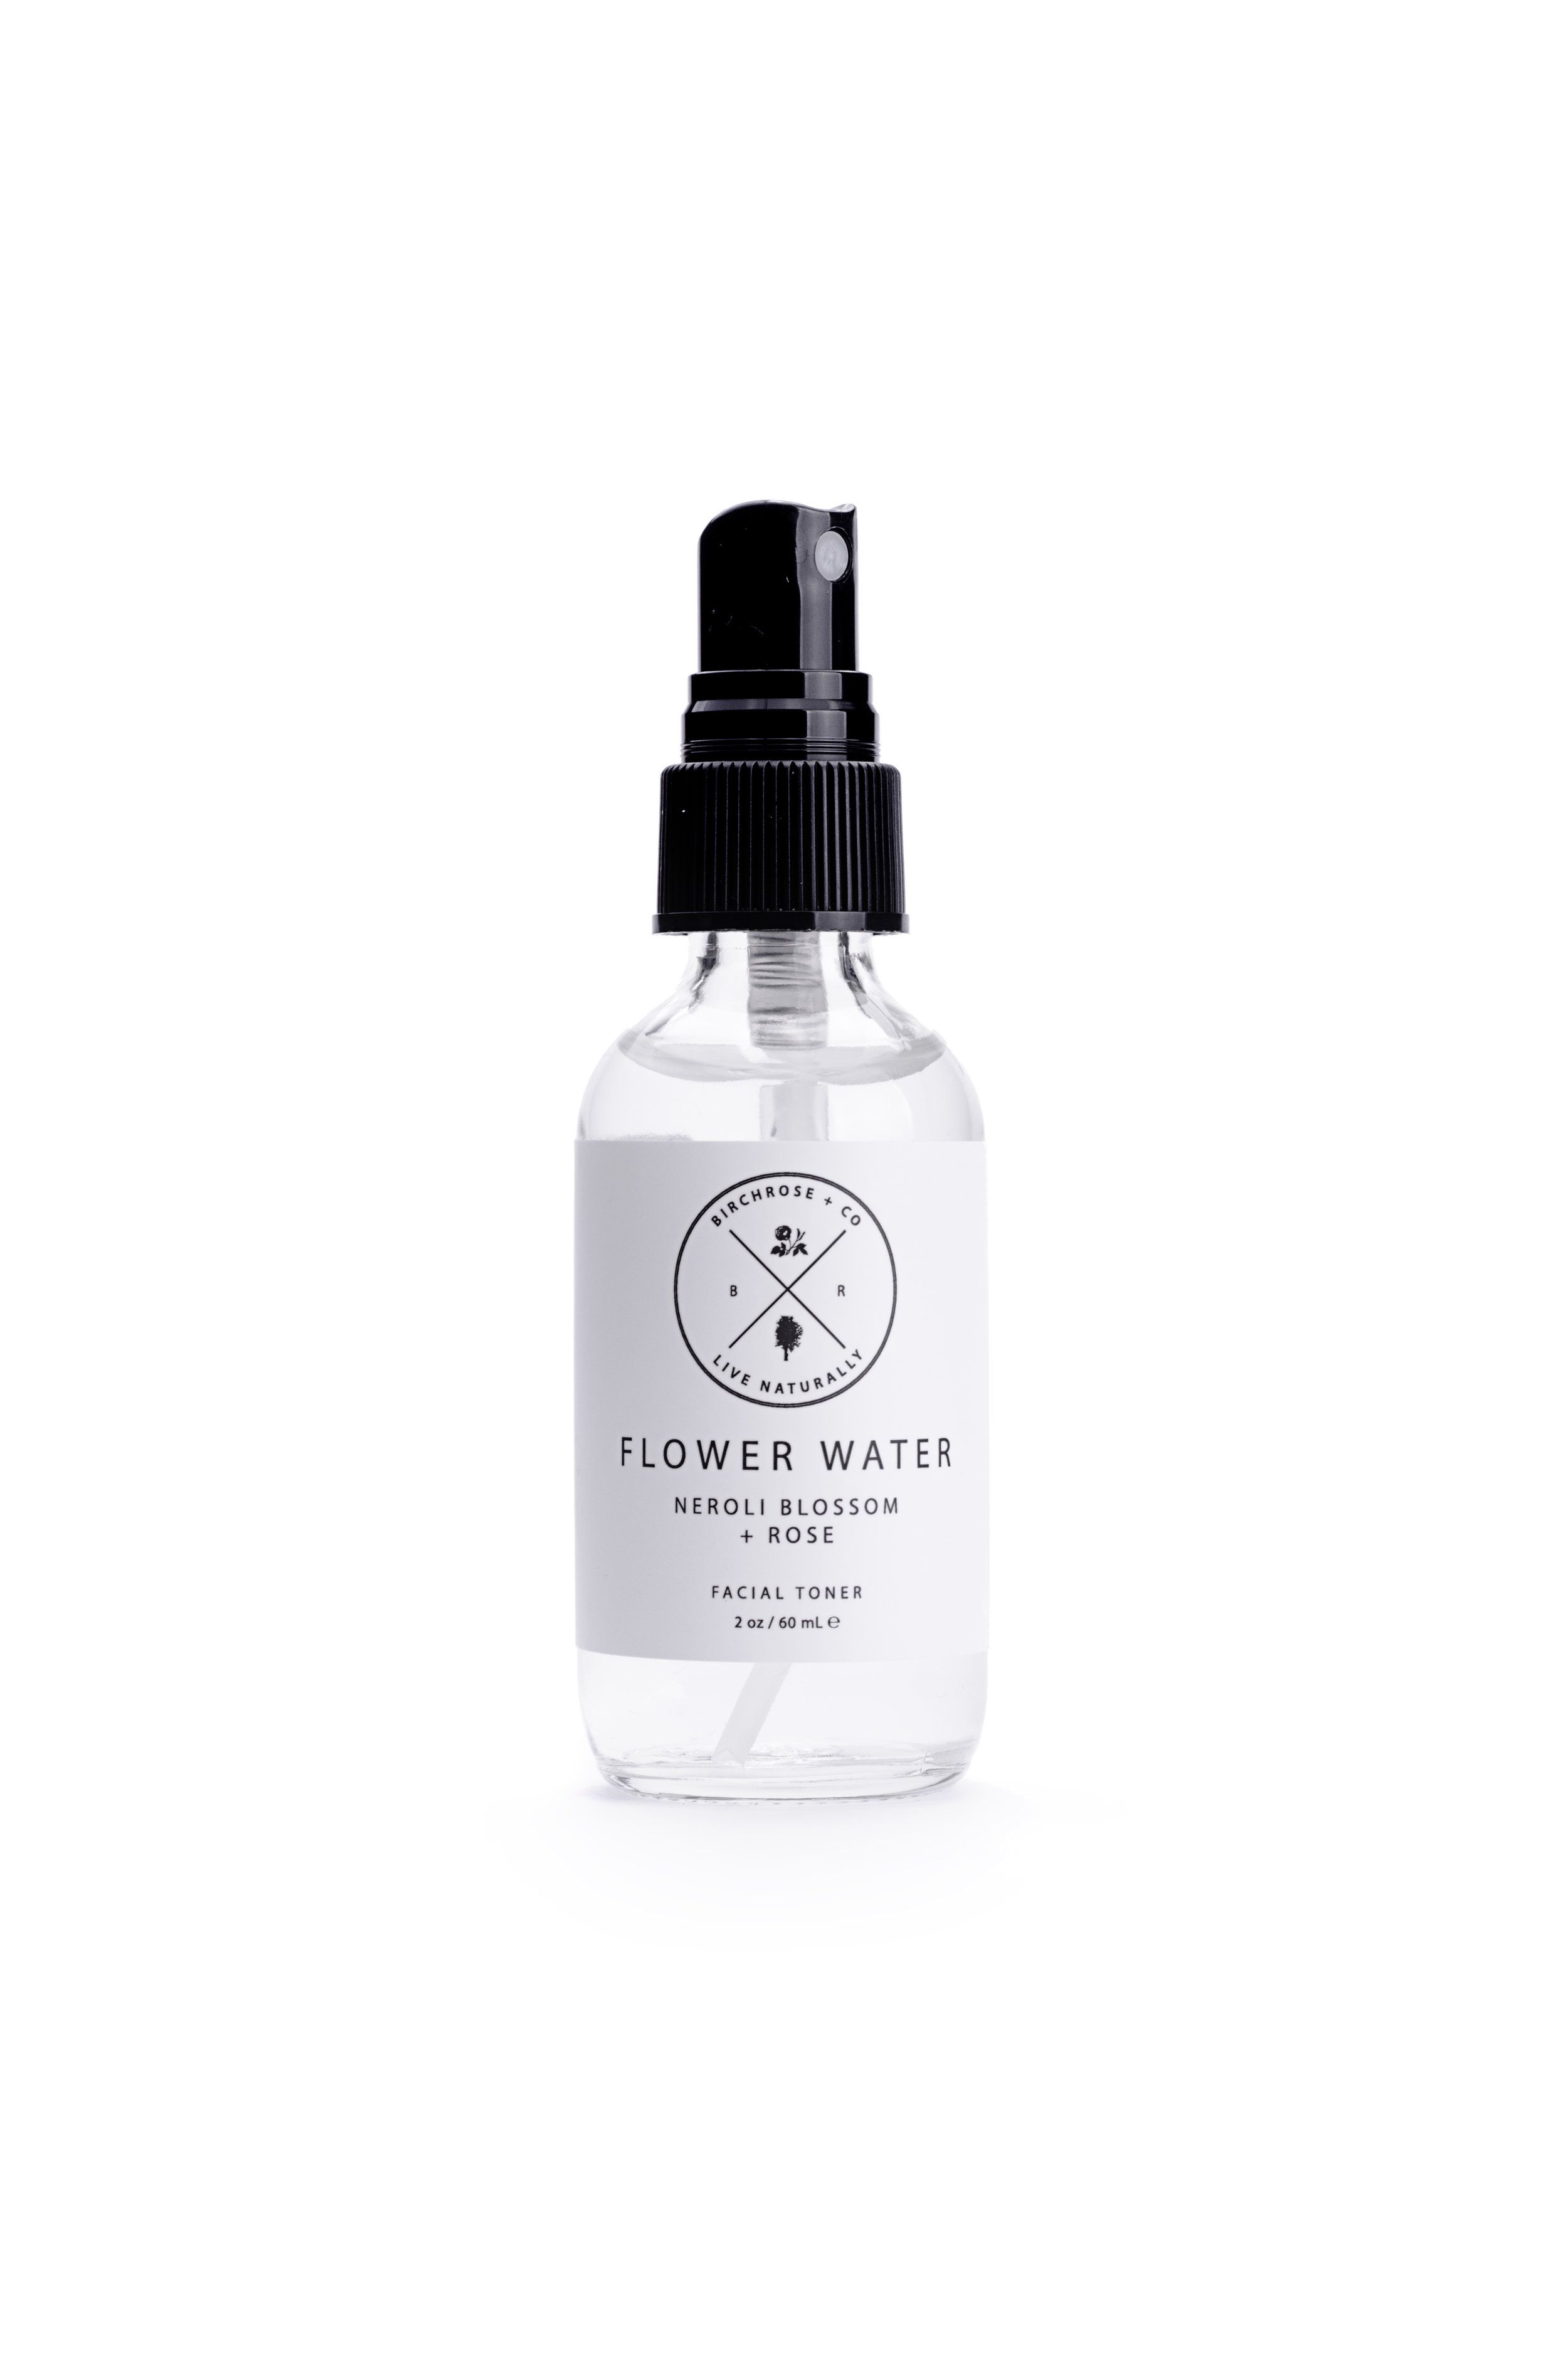 BIRCHROSE + CO
B R
LIVE NATURALLY
FLOWER WATER
NEROLI BLOSSOM
+ ROSE
FACIAL TONER
2 oz / 60 mL ℮